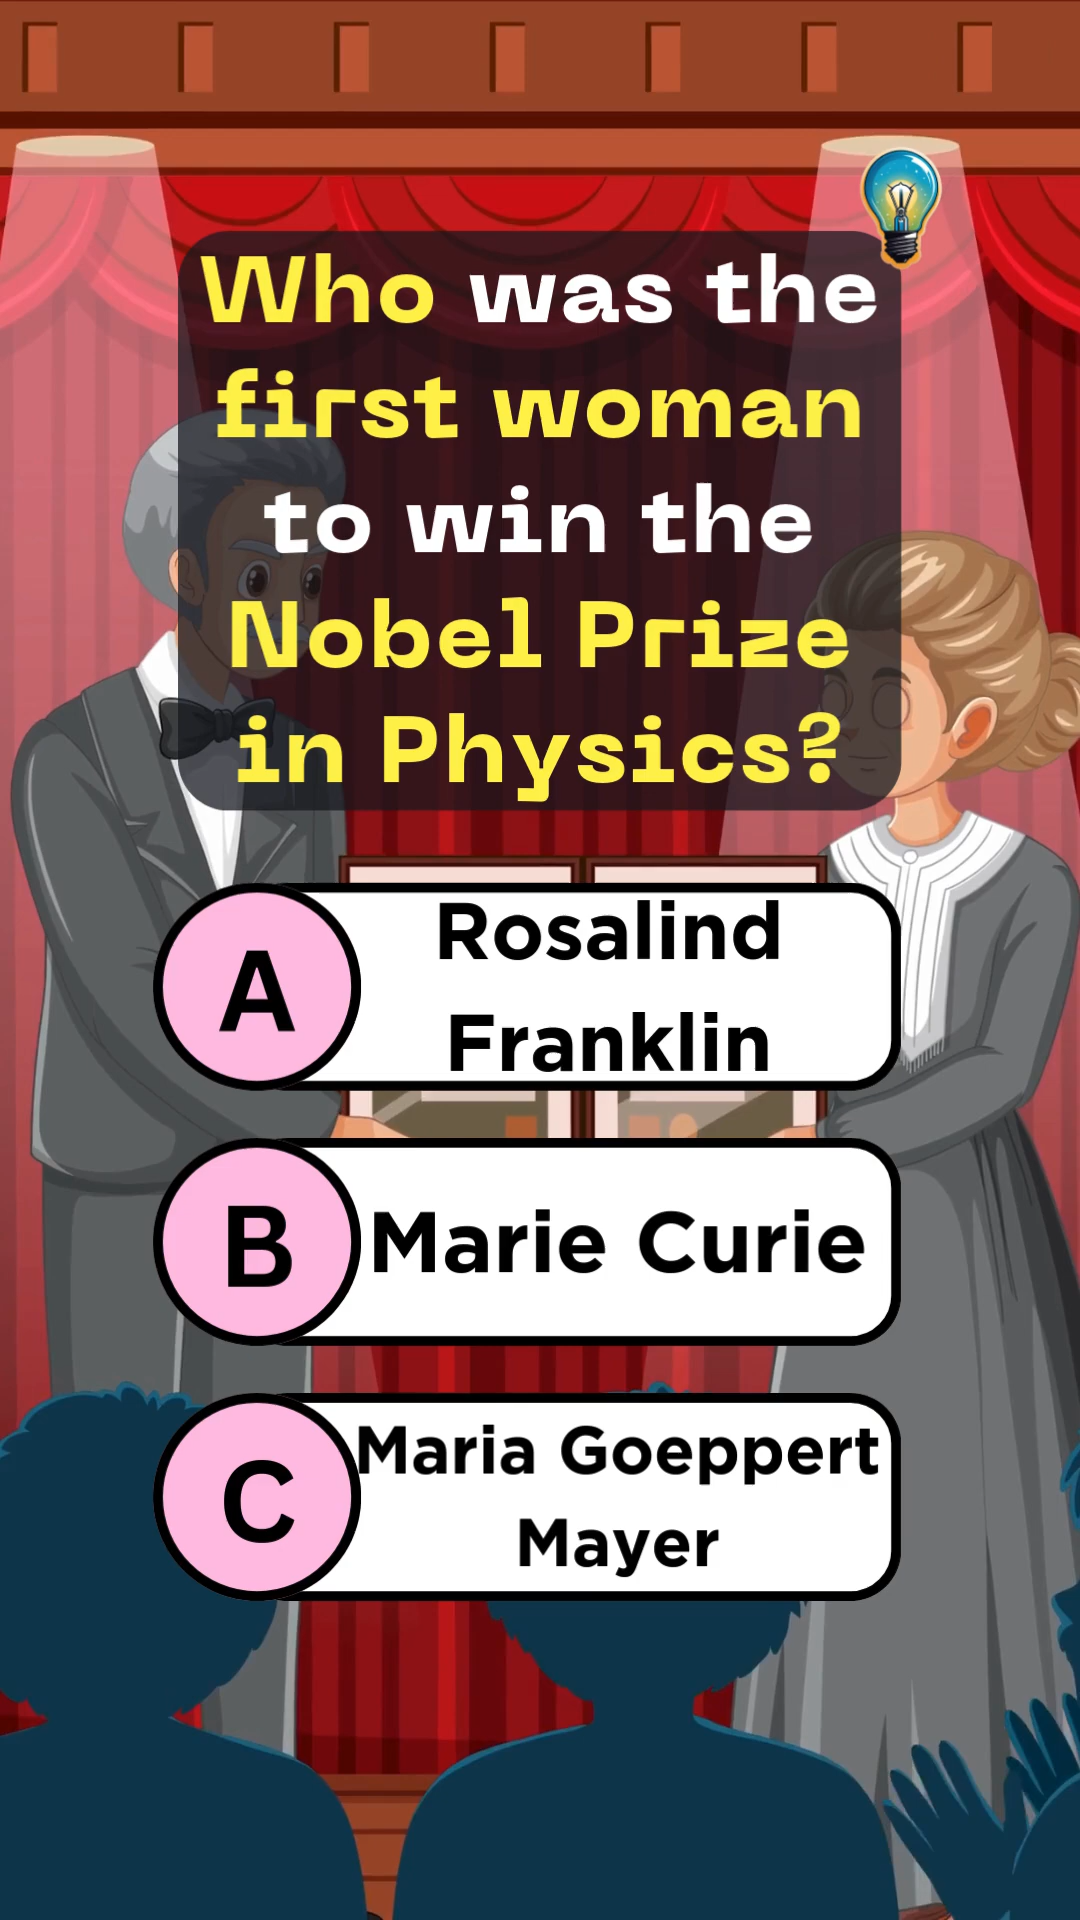 Who was the
first woman
to win the
Nobel Prize
in Physics?
A
Rosalind
Franklin
B
Marie Curie
C
Maria Goeppert
Mayer